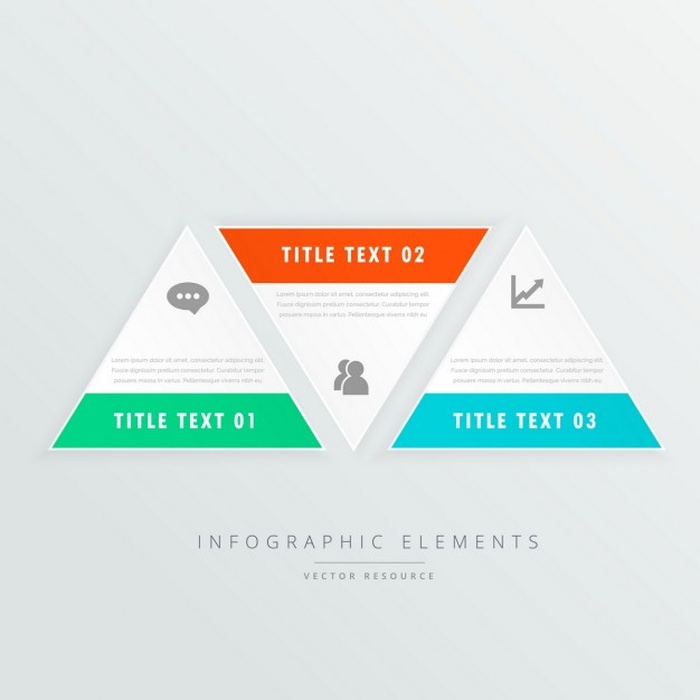 TITLE TEXT 01
Lorem ipsum dolor sit amet, consectetur adipiscing elit.
Fusce dignissim pretium consectetur. Curabitur tempor
posuere massa in varius. Pellentesque viverra nibh eu
TITLE TEXT 02
Lorem ipsum dolor sit amet, consectetur adipiscing elit.
Fusce dignissim pretium consectetur. Curabitur tempor
posuere massa in varius. Pellentesque viverra nibh eu
TITLE TEXT 03
Lorem ipsum dolor sit amet, consectetur adipiscing elit.
Fusce dignissim pretium consectetur. Curabitur tempor
posuere massa in varius. Pellentesque viverra nibh eu
INFOGRAPHIC ELEMENTS
VECTOR RESOURCE